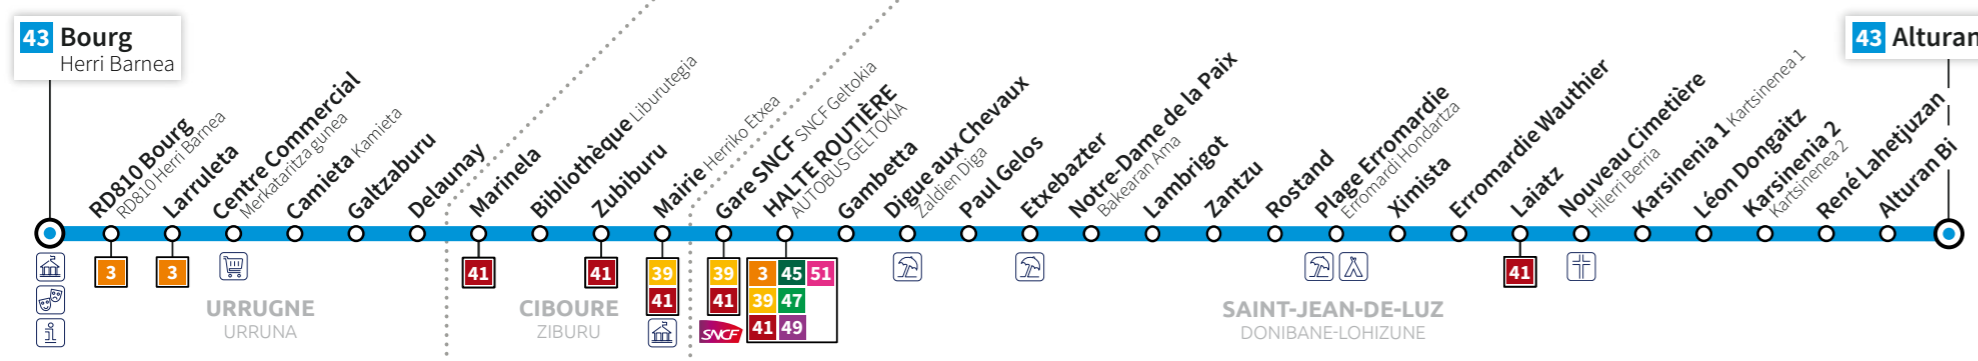 43 Bourg
Herri Barnea
43 Alturan
RD810 Bourg
RD810 Herri Barnea
Larruleta
Centre Commercial
Merkataritza gunea
Camieta Kamieta
Galtzaburu
Delaunay
Marinela
Bibliothèque Liburutegia
Zubiburu
Mairie Herriko Etxea
Gare SNCF SNCF Geltokia
HALTE ROUTIÈRE
AUTOBUS GELTOKIA
Gambetta
Digue aux Chevaux
Zaldien Diga
Paul Gelos
Etxebazter
Notre-Dame de la Paix
Bakearen Ama
Lambrigot
Zantzu
Rostand
Plage Erromardie
Erromardi Hondartza
Ximista
Erromardie Wauthier
Laiatz
Nouveau Cimetière
Hilerri Berria
Karsinenia 1 Kartsinenea 1
Léon Dongaitz
Karsinenia 2
Kartsinenea 2
René Lahetjuzan
Alturan Bi
3
3
41
41
39
41
39
41
SNCF
3 45 51
39 47
41 49
41
URRUGNE
URRUNA
CIBOURE
ZIBURU
SAINT-JEAN-DE-LUZ
DONIBANE-LOHIZUNE